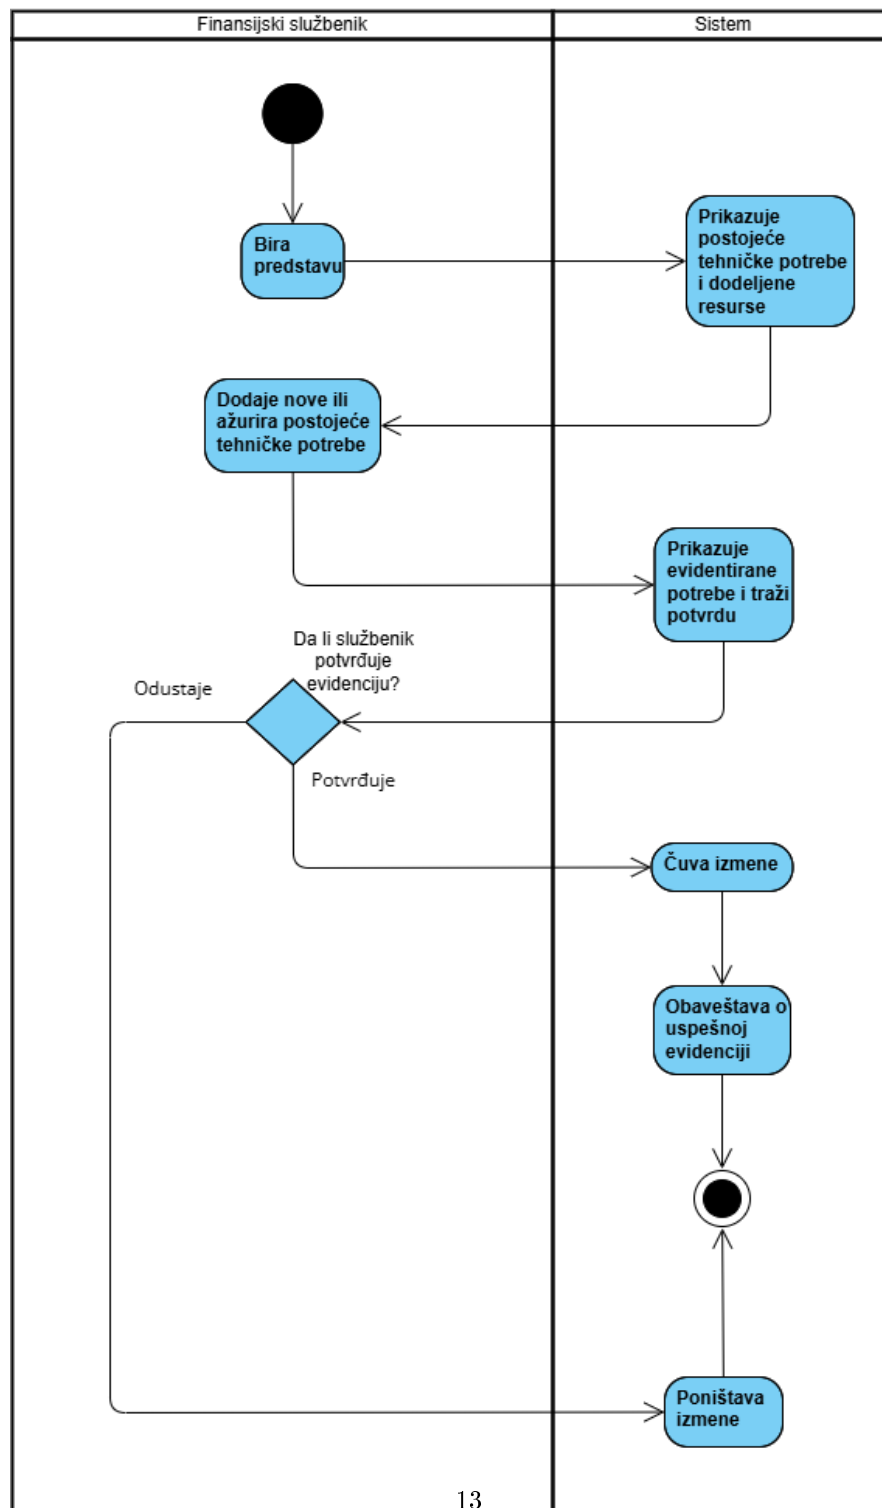 Finansijski službenik
Sistem
Bira
predstavu
Prikazuje
postojeće
tehničke potrebe
i dodeljene
resurse
Dodaje nove ili
ažurira postojeće
tehničke potrebe
Prikazuje
evidentirane
potrebe i traži
potvrdu
Da li službenik
potvrđuje
evidenciju?
Odustaje
Potvrđuje
Čuva izmene
Obaveštava o
uspešnoj
evidenciji
Poništava
izmene
13